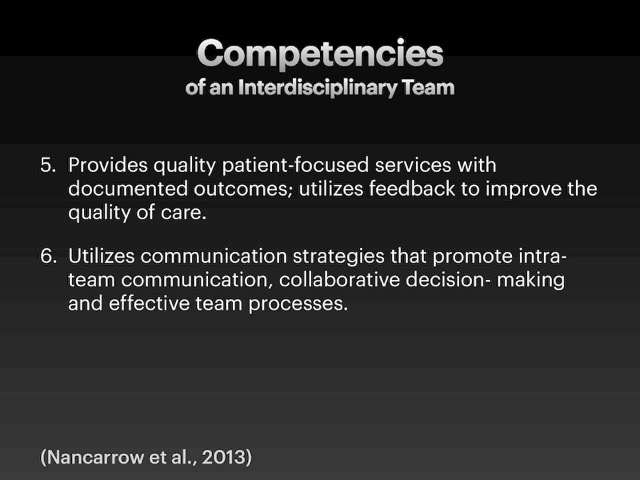 Competencies
of an Interdisciplinary Team
5. Provides quality patient-focused services with
documented outcomes; utilizes feedback to improve the
quality of care.
6. Utilizes communication strategies that promote intra-
team communication, collaborative decision- making
and effective team processes.
(Nancarrow et al., 2013)